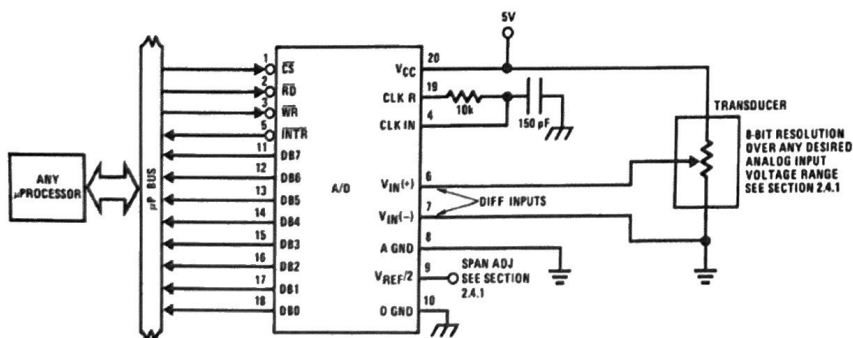 5V
1
CS
2
RD
3
WR
5
INTR
11
DB7
12
DB6
13
DB5
14
DB4
15
DB3
16
DB2
17
DB1
18
DB0
ANY
μPROCESSOR
μP BUS
A/D
20
VCC
19
CLK R
10k
150 pF
4
CLK IN
6
VIN(+)
DIFF INPUTS
7
VIN(−)
8
A GND
9
VREF/2
SPAN ADJ
SEE SECTION
2.4.1
10
D GND
TRANSDUCER
8-BIT RESOLUTION
OVER ANY DESIRED
ANALOG INPUT
VOLTAGE RANGE
SEE SECTION 2.4.1